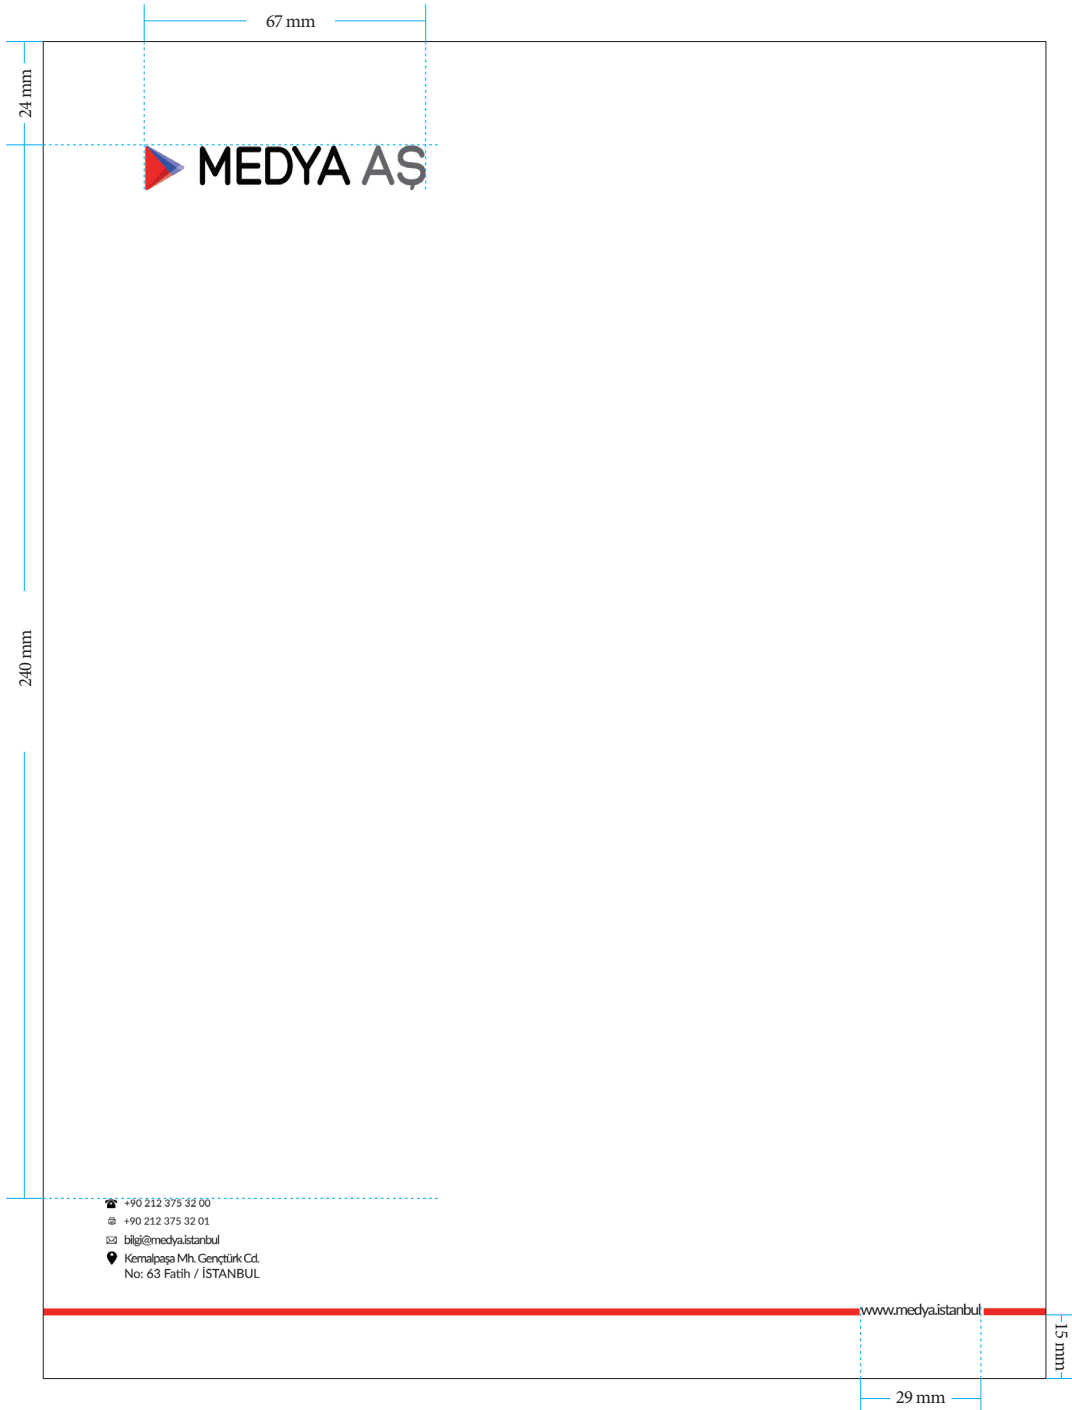 67 mm
24 mm
MEDYA AŞ
240 mm
+90 212 375 32 00
+90 212 375 32 01
bilgi@medya.istanbul
Kemalpaşa Mh. Gençtürk Cd.
No: 63 Fatih / İSTANBUL
www.medya.istanbul
15 mm
29 mm